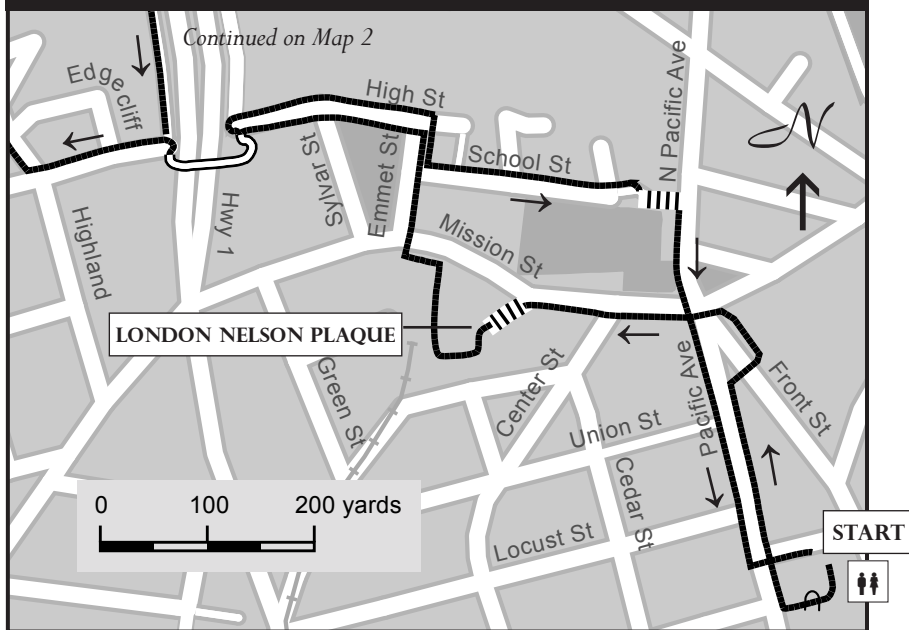 Continued on Map 2
Edgecliff
High St
N Pacific Ave
School St
Sylvar St
Emmet St
Hwy 1
Highland
Mission St
N
LONDON NELSON PLAQUE
Green St
Center St
Pacific Ave
Front St
Union St
Cedar St
Locust St
0 100 200 yards
START